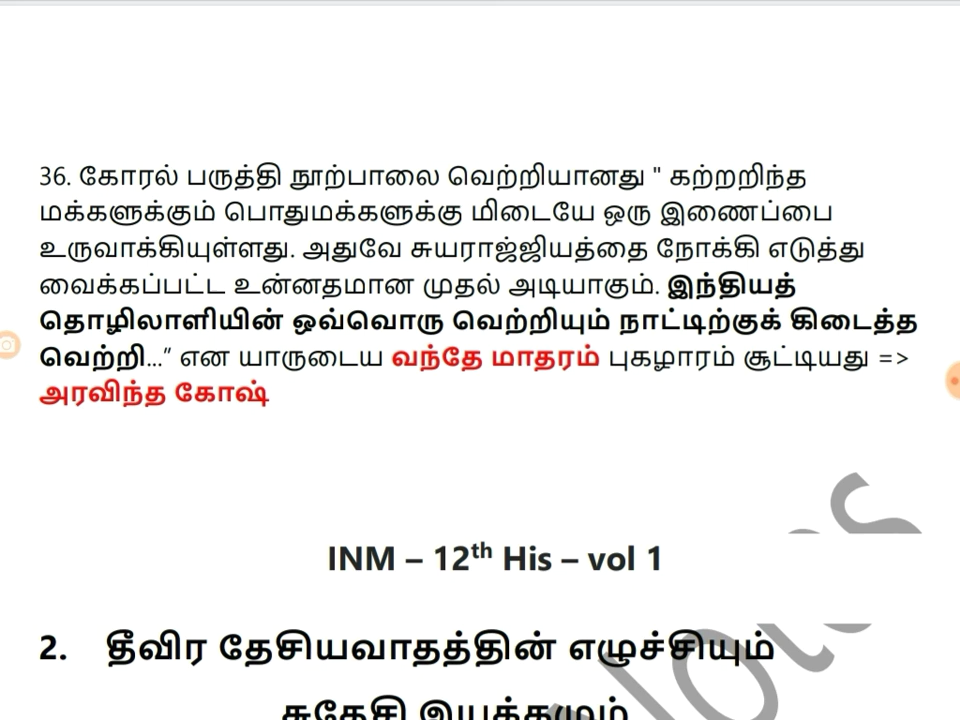 36. கோரல் பருத்தி நூற்பாலை வெற்றியானது " கற்றறிந்த
மக்களுக்கும் பொதுமக்களுக்கு மிடையே ஒரு இணைப்பை
உருவாக்கியுள்ளது. அதுவே சுயராஜ்ஜியத்தை நோக்கி எடுத்து
வைக்கப்பட்ட உன்னதமான முதல் அடியாகும். இந்தியத்
தொழிலாளியின் ஒவ்வொரு வெற்றியும் நாட்டிற்குக் கிடைத்த
வெற்றி...” என யாருடைய வந்தே மாதரம் புகழாரம் சூட்டியது =>
அரவிந்த கோஷ்
INM – 12th His – vol 1
2. தீவிர தேசியவாதத்தின் எழுச்சியும்
சுதேசி இயக்கமும்